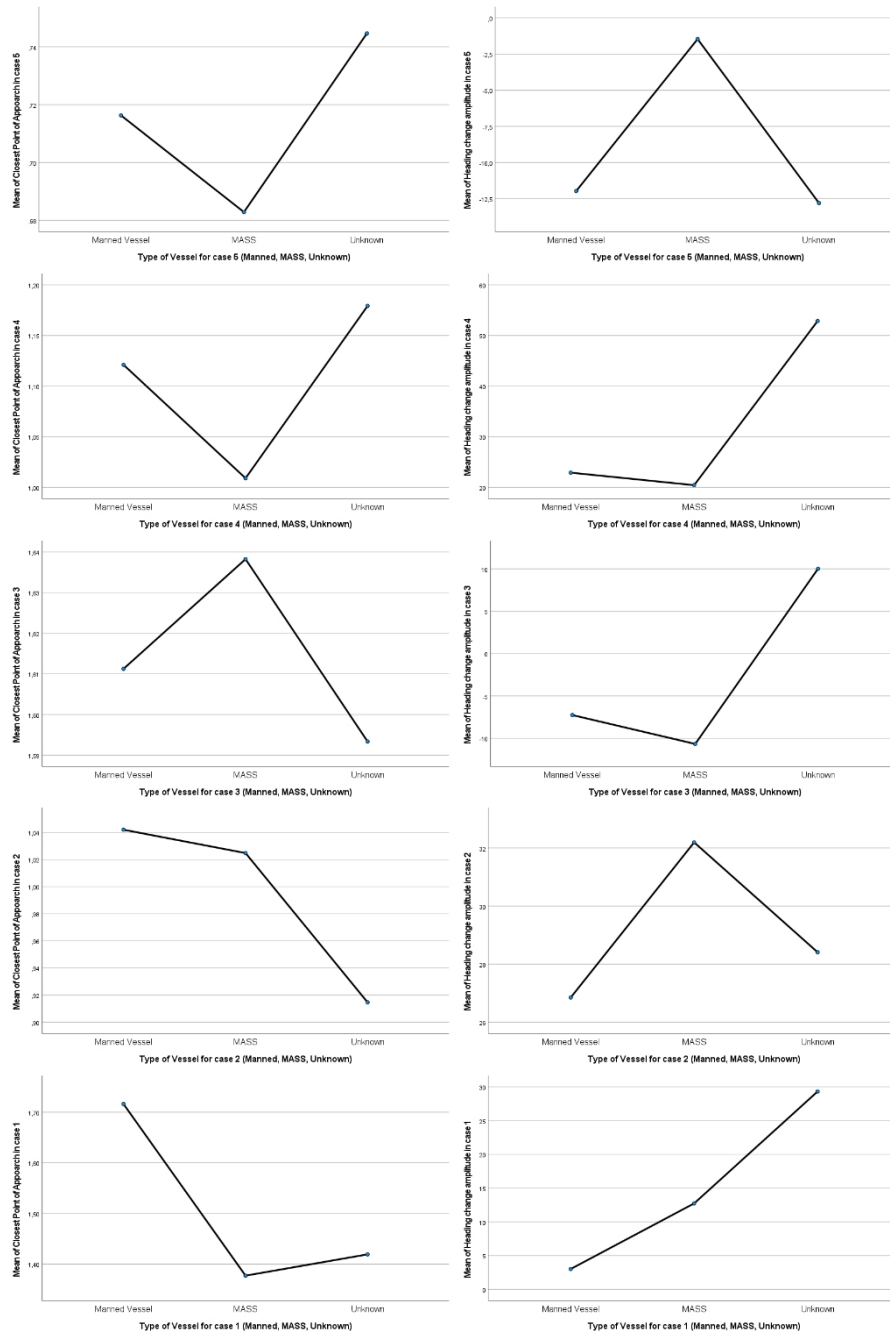 Mean of Closest Point of Appoarch in case 5
,74
,72
,70
,68
Manned Vessel MASS Unknown
Type of Vessel for case 5 (Manned, MASS, Unknown)
Mean of Heading change amplitude in case 5
,0
-2,5
-5,0
-7,5
-10,0
-12,5
Manned Vessel MASS Unknown
Type of Vessel for case 5 (Manned, MASS, Unknown)
Mean of Closest Point of Appoarch in case 4
1,20
1,15
1,10
1,05
1,00
Manned Vessel MASS Unknown
Type of Vessel for case 4 (Manned, MASS, Unknown)
Mean of Heading change amplitude in case 4
60
50
40
30
20
Manned Vessel MASS Unknown
Type of Vessel for case 4 (Manned, MASS, Unknown)
Mean of Closest Point of Appoarch in case 3
1,64
1,63
1,62
1,61
1,60
1,59
Manned Vessel MASS Unknown
Type of Vessel for case 3 (Manned, MASS, Unknown)
Mean of Heading change amplitude in case 3
10
5
0
-5
-10
Manned Vessel MASS Unknown
Type of Vessel for case 3 (Manned, MASS, Unknown)
Mean of Closest Point of Appoarch in case 2
1,04
1,02
1,00
,98
,96
,94
,92
,90
Manned Vessel MASS Unknown
Type of Vessel for case 2 (Manned, MASS, Unknown)
Mean of Heading change amplitude in case 2
32
30
28
26
Manned Vessel MASS Unknown
Type of Vessel for case 2 (Manned, MASS, Unknown)
Mean of Closest Point of Appoarch in case 1
1,70
1,60
1,50
1,40
Manned Vessel MASS Unknown
Type of Vessel for case 1 (Manned, MASS, Unknown)
Mean of Heading change amplitude in case 1
30
25
20
15
10
5
0
Manned Vessel MASS Unknown
Type of Vessel for case 1 (Manned, MASS, Unknown)